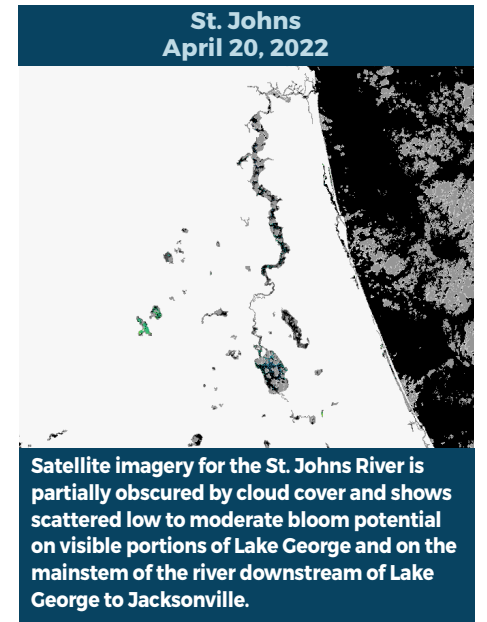 St. Johns
April 20, 2022
Satellite imagery for the St. Johns River is
partially obscured by cloud cover and shows
scattered low to moderate bloom potential
on visible portions of Lake George and on the
mainstem of the river downstream of Lake
George to Jacksonville.